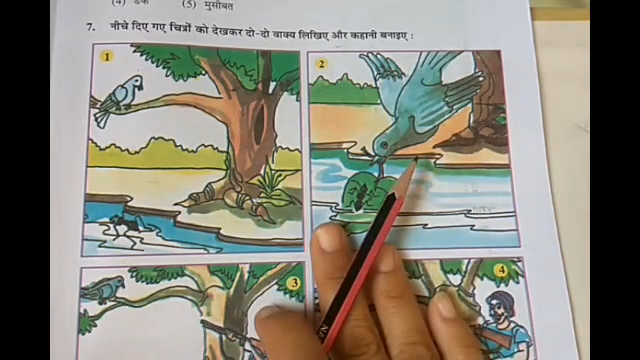 (4) डंक (5) मुसीबत
7. नीचे दिए गए चित्रों को देखकर दो-दो वाक्य लिखिए और कहानी बनाइए :
1
2
3
4